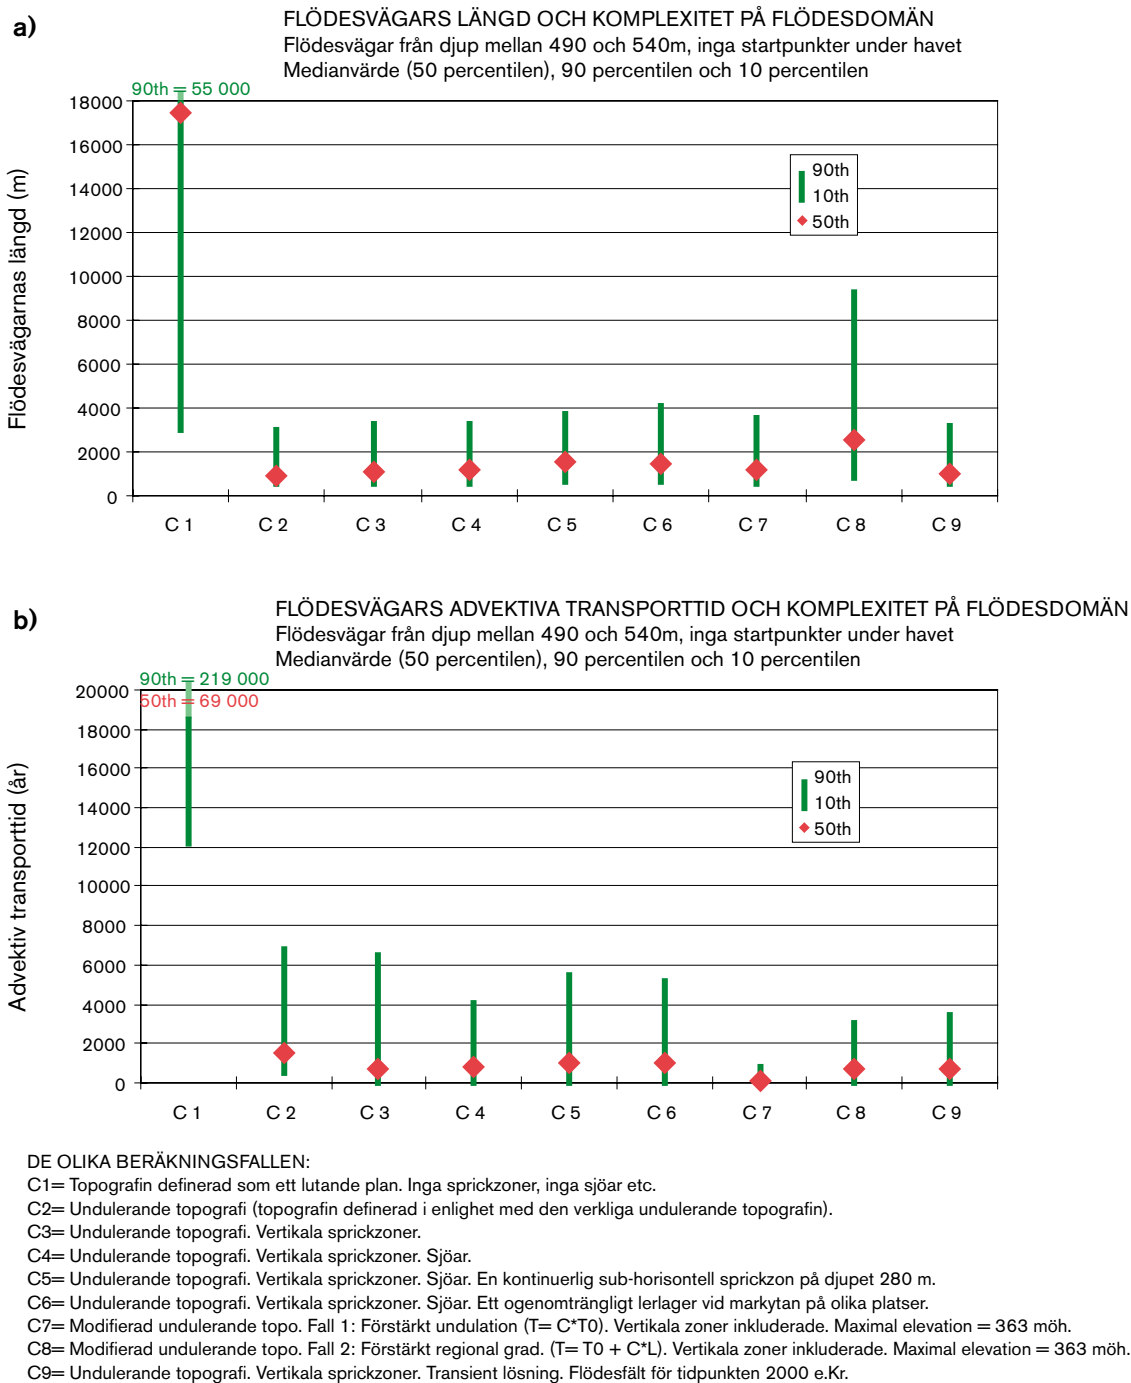 a)
FLÖDESVÄGARS LÄNGD OCH KOMPLEXITET PÅ FLÖDESDOMÄN
Flödesvägar från djup mellan 490 och 540m, inga startpunkter under havet
Medianvärde (50 percentilen), 90 percentilen och 10 percentilen
90th = 55 000
18000
16000
14000
12000
10000
8000
6000
4000
2000
0
Flödesvägarnas längd (m)
90th
10th
50th
C 1 C 2 C 3 C 4 C 5 C 6 C 7 C 8 C 9
b)
FLÖDESVÄGARS ADVEKTIVA TRANSPORTTID OCH KOMPLEXITET PÅ FLÖDESDOMÄN
Flödesvägar från djup mellan 490 och 540m, inga startpunkter under havet
Medianvärde (50 percentilen), 90 percentilen och 10 percentilen
90th = 219 000
50th = 69 000
20000
18000
16000
14000
12000
10000
8000
6000
4000
2000
0
Advektiv transporttid (år)
90th
10th
50th
C 1 C 2 C 3 C 4 C 5 C 6 C 7 C 8 C 9
DE OLIKA BERÄKNINGSFALLEN:
C1= Topografin definerad som ett lutande plan. Inga sprickzoner, inga sjöar etc.
C2= Undulerande topografi (topografin definerad i enlighet med den verkliga undulerande topografin).
C3= Undulerande topografi. Vertikala sprickzoner.
C4= Undulerande topografi. Vertikala sprickzoner. Sjöar.
C5= Undulerande topografi. Vertikala sprickzoner. Sjöar. En kontinuerlig sub-horisontell sprickzon på djupet 280 m.
C6= Undulerande topografi. Vertikala sprickzoner. Sjöar. Ett ogenomträngligt lerlager vid markytan på olika platser.
C7= Modifierad undulerande topo. Fall 1: Förstärkt undulation (T= C*T0). Vertikala zoner inkluderade. Maximal elevation = 363 möh.
C8= Modifierad undulerande topo. Fall 2: Förstärkt regional grad. (T= T0 + C*L). Vertikala zoner inkluderade. Maximal elevation = 363 möh.
C9= Undulerande topografi. Vertikala sprickzoner. Transient lösning. Flödesfält för tidpunkten 2000 e.Kr.